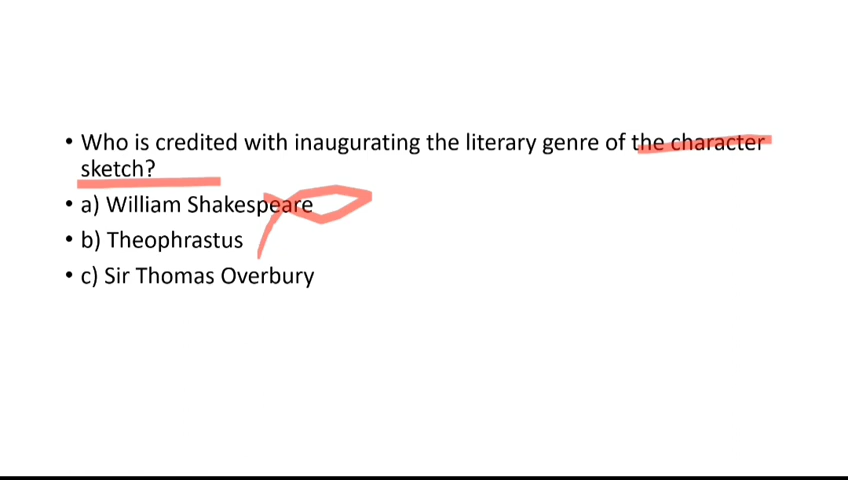 • Who is credited with inaugurating the literary genre of the character
sketch?
• a) William Shakespeare
• b) Theophrastus
• c) Sir Thomas Overbury